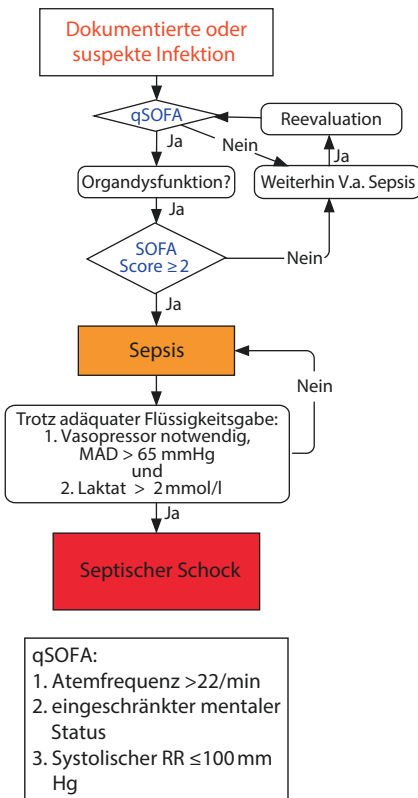 Dokumentierte oder
suspekte Infektion
qSOFA
Reevaluation
Ja
Nein
Ja
Organdysfunktion?
Weiterhin V.a. Sepsis
Ja
SOFA
Score ≥ 2
Nein
Ja
Sepsis
Nein
Trotz adäquater Flüssigkeitsgabe:
1. Vasopressor notwendig,
MAD > 65 mmHg
und
2. Laktat > 2 mmol/l
Ja
Septischer Schock
qSOFA:
1. Atemfrequenz >22/min
2. eingeschränkter mentaler
Status
3. Systolischer RR ≤100 mm
Hg